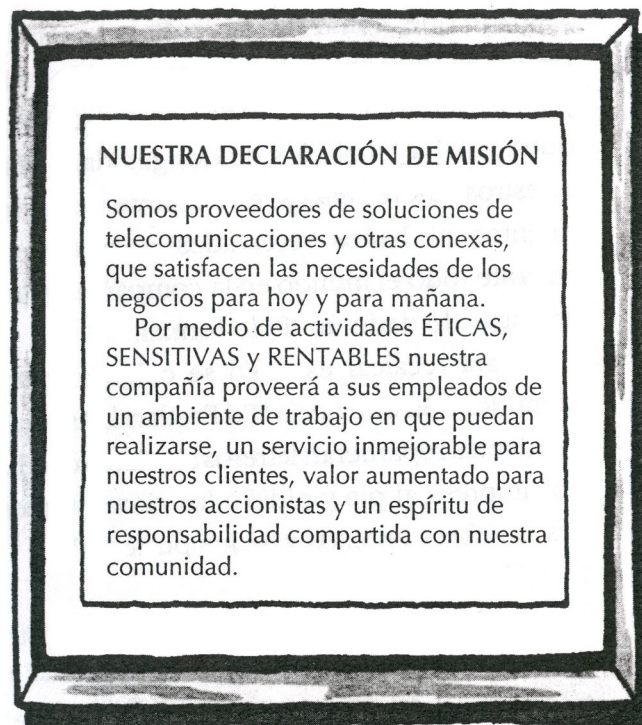 NUESTRA DECLARACIÓN DE MISIÓN
Somos proveedores de soluciones de
telecomunicaciones y otras conexas,
que satisfacen las necesidades de los
negocios para hoy y para mañana.
Por medio de actividades ÉTICAS,
SENSITIVAS y RENTABLES nuestra
compañía proveerá a sus empleados de
un ambiente de trabajo en que puedan
realizarse, un servicio inmejorable para
nuestros clientes, valor aumentado para
nuestros accionistas y un espíritu de
responsabilidad compartida con nuestra
comunidad.